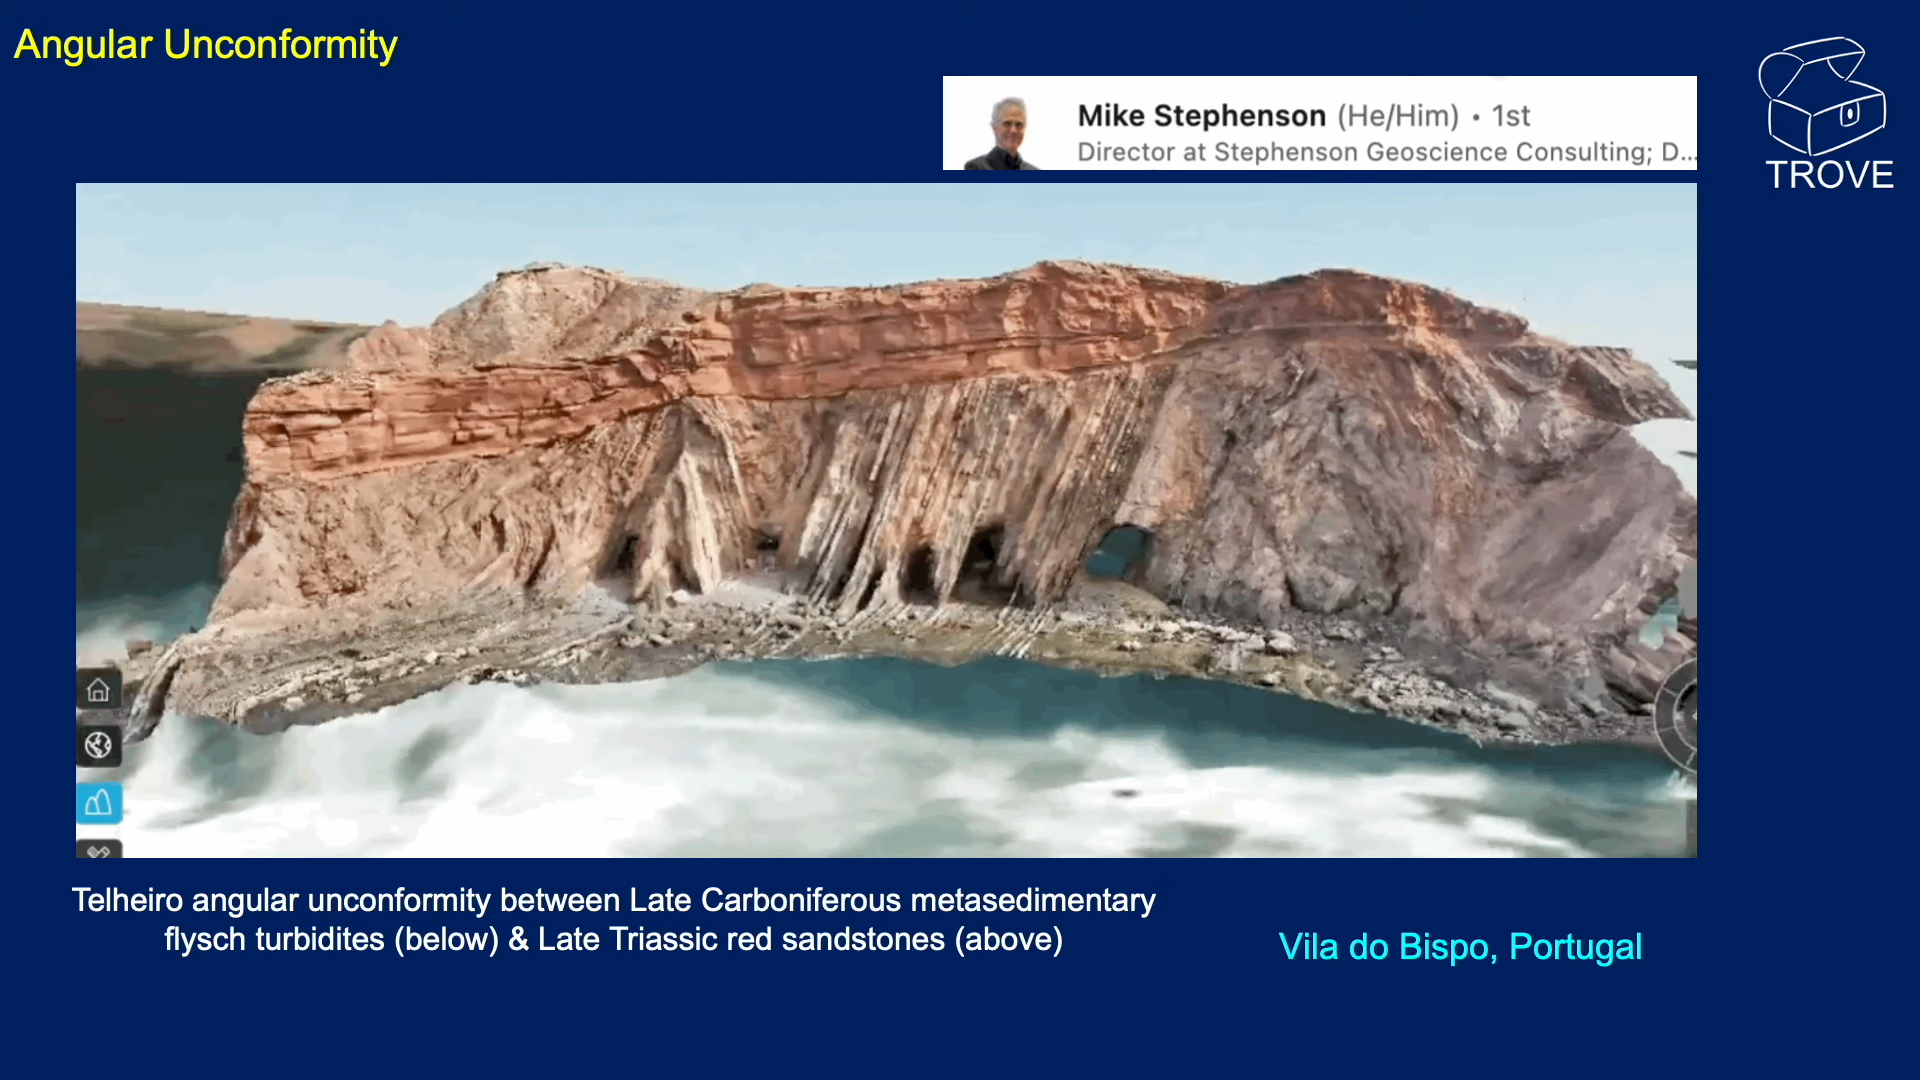 Angular Unconformity
Mike Stephenson (He/Him) • 1st
Director at Stephenson Geoscience Consulting; D...
TROVE
Telheiro angular unconformity between Late Carboniferous metasedimentary
flysch turbidites (below) & Late Triassic red sandstones (above)
Vila do Bispo, Portugal